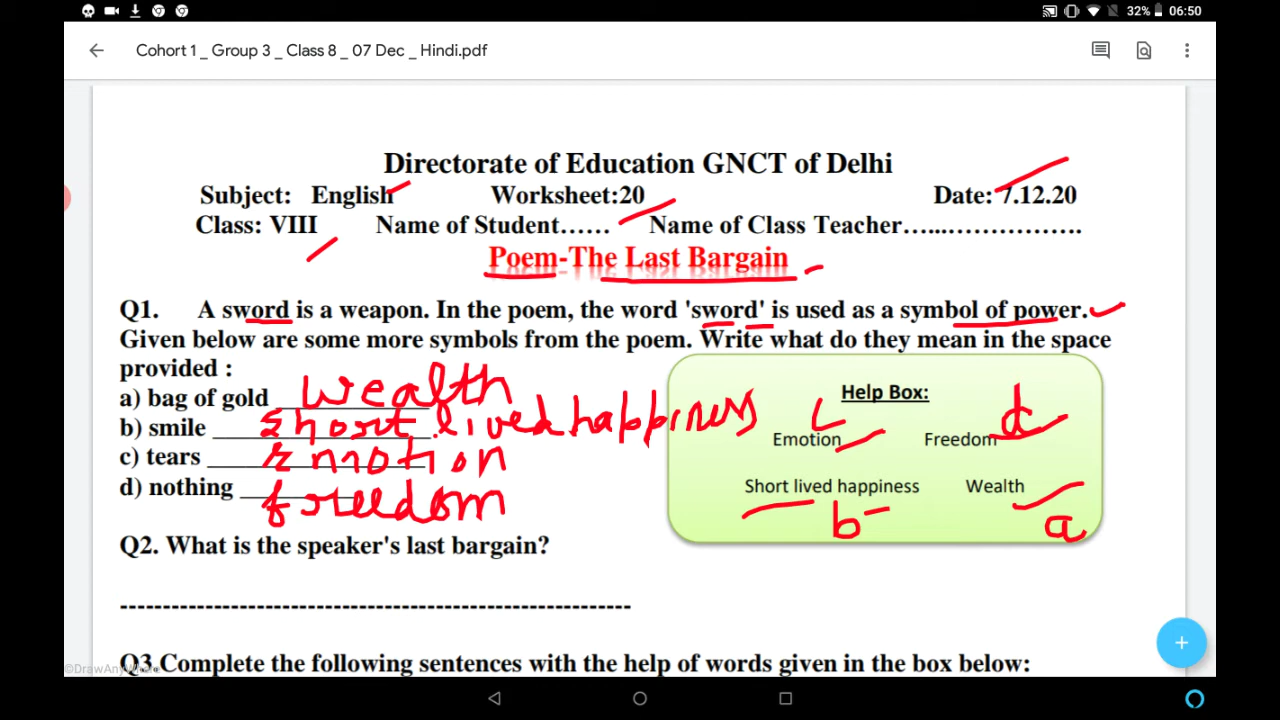 32% 06:50
Cohort 1 _ Group 3 _ Class 8 _ 07 Dec _ Hindi.pdf
Directorate of Education GNCT of Delhi
Subject: English Worksheet:20 Date: 7.12.20
Class: VIII Name of Student...... Name of Class Teacher.....................
Poem-The Last Bargain
Q1. A sword is a weapon. In the poem, the word 'sword' is used as a symbol of power.
Given below are some more symbols from the poem. Write what do they mean in the space
provided :
a) bag of gold wealth
b) smile short lived happiness
c) tears emotion
d) nothing freedom
Help Box:
c d
Emotion Freedom
Short lived happiness Wealth
b a
Q2. What is the speaker's last bargain?
-----------------------------------------------------------
Q3.Complete the following sentences with the help of words given in the box below:
©DrawAnyWhere